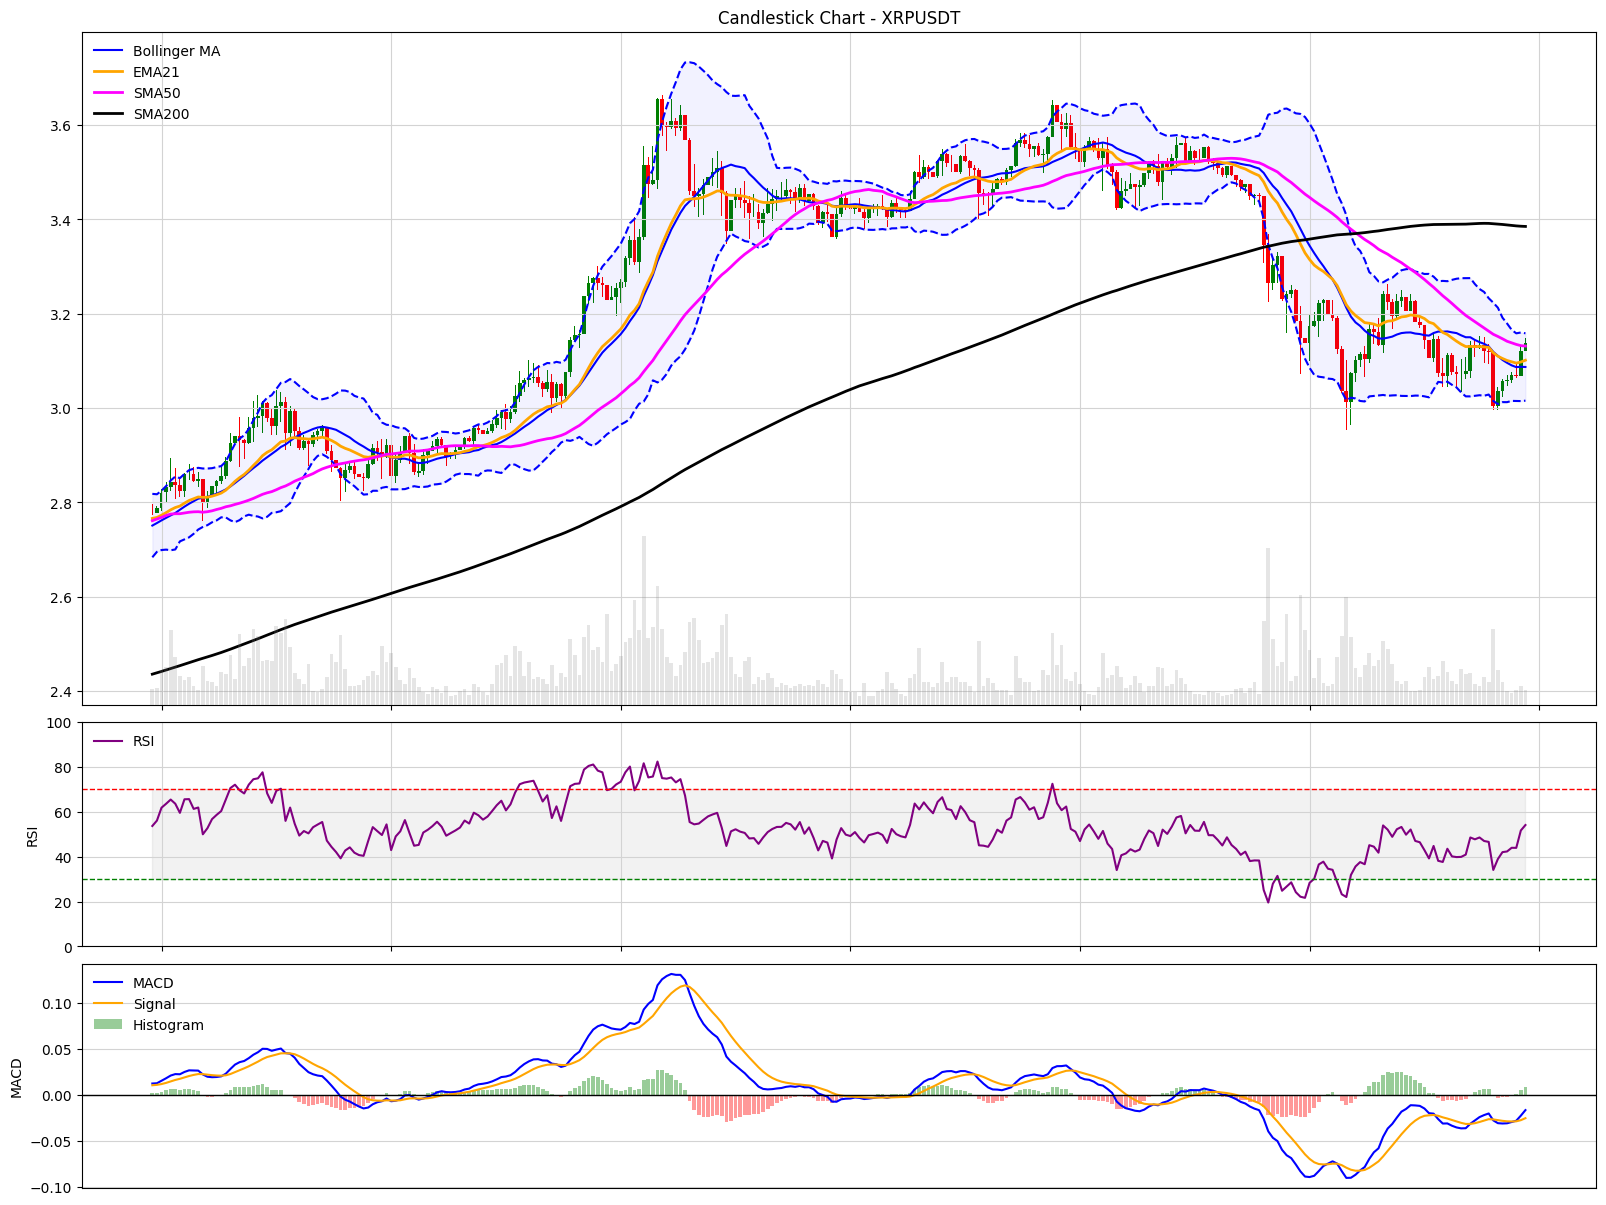 Candlestick Chart - XRPUSDT
Bollinger MA
EMA21
SMA50
SMA200
3.6
3.4
3.2
3.0
2.8
2.6
2.4
RSI
RSI
100
80
60
40
20
0
MACD
Signal
Histogram
MACD
0.10
0.05
0.00
−0.05
−0.10